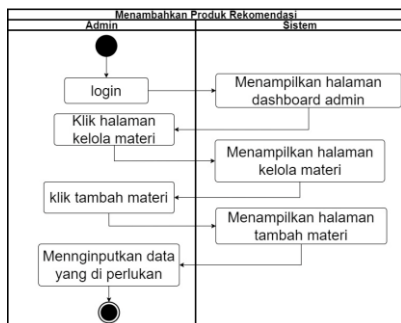 Menambahkan Produk Rekomendasi
Admin
Sistem
login
Menampilkan halaman
dashboard admin
Klik halaman
kelola materi
Menampilkan halaman
kelola materi
klik tambah materi
Menampilkan halaman
tambah materi
Mennginputkan data
yang di perlukan